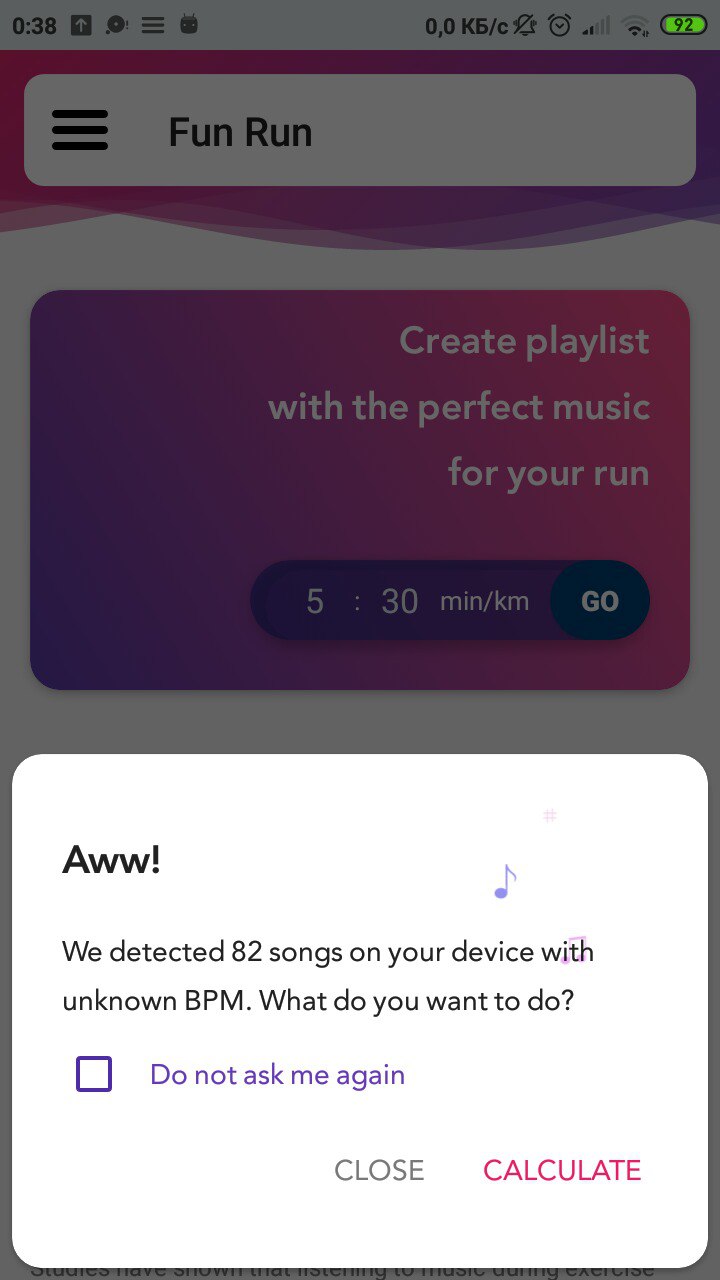 0:38
0,0 КБ/с
92
Fun Run
Create playlist
with the perfect music
for your run
5 : 30 min/km GO
Aww!
We detected 82 songs on your device with
unknown BPM. What do you want to do?
Do not ask me again
CLOSE CALCULATE
Studies have shown that listening to music during exercise